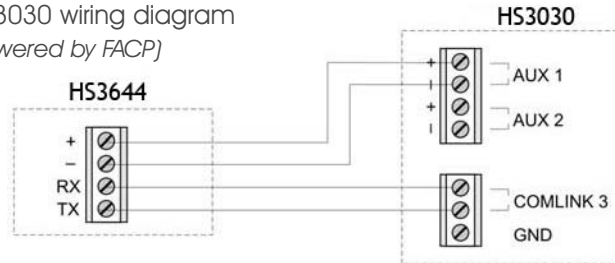 3030 wiring diagram
wered by FACP)
HS3030
HS3644
+
−
+
−
AUX 1
AUX 2
+
−
RX
TX
COMLINK 3
GND